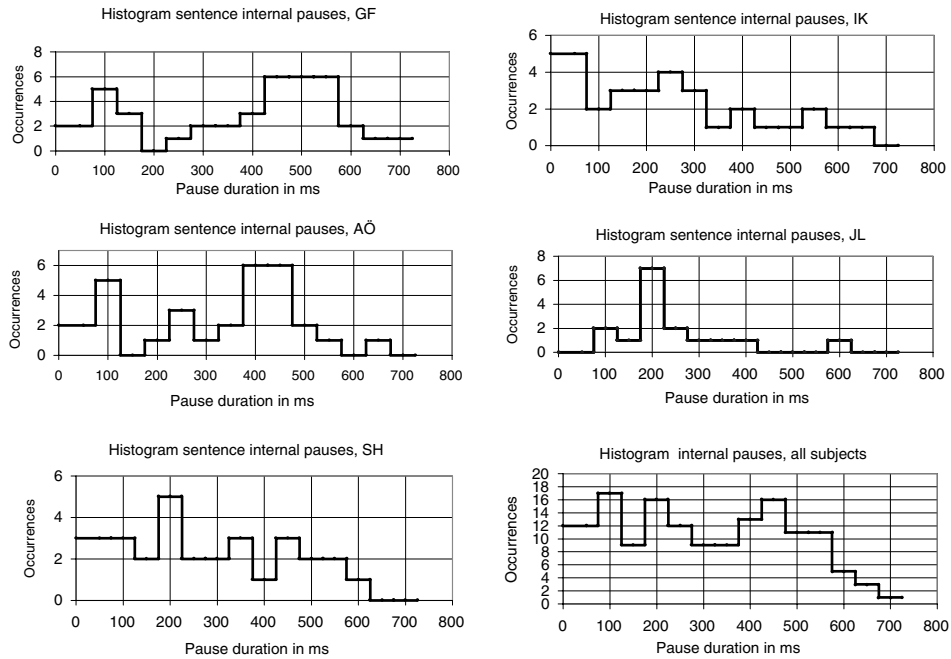 Histogram sentence internal pauses, GF
8
6
4
2
0
Occurrences
0 100 200 300 400 500 600 700 800
Pause duration in ms
Histogram sentence internal pauses, IK
6
4
2
0
Occurrences
0 100 200 300 400 500 600 700 800
Pause duration in ms
Histogram sentence internal pauses, AÖ
6
4
2
0
Occurrences
0 100 200 300 400 500 600 700 800
Pause duration in ms
Histogram sentence internal pauses, JL
8
6
4
2
0
Occurrences
0 100 200 300 400 500 600 700 800
Pause duration in ms
Histogram sentence internal pauses, SH
6
4
2
0
Occurrences
0 100 200 300 400 500 600 700 800
Pause duration in ms
Histogram internal pauses, all subjects
20
18
16
14
12
10
8
6
4
2
0
Occurrences
0 100 200 300 400 500 600 700 800
Pause duration in ms